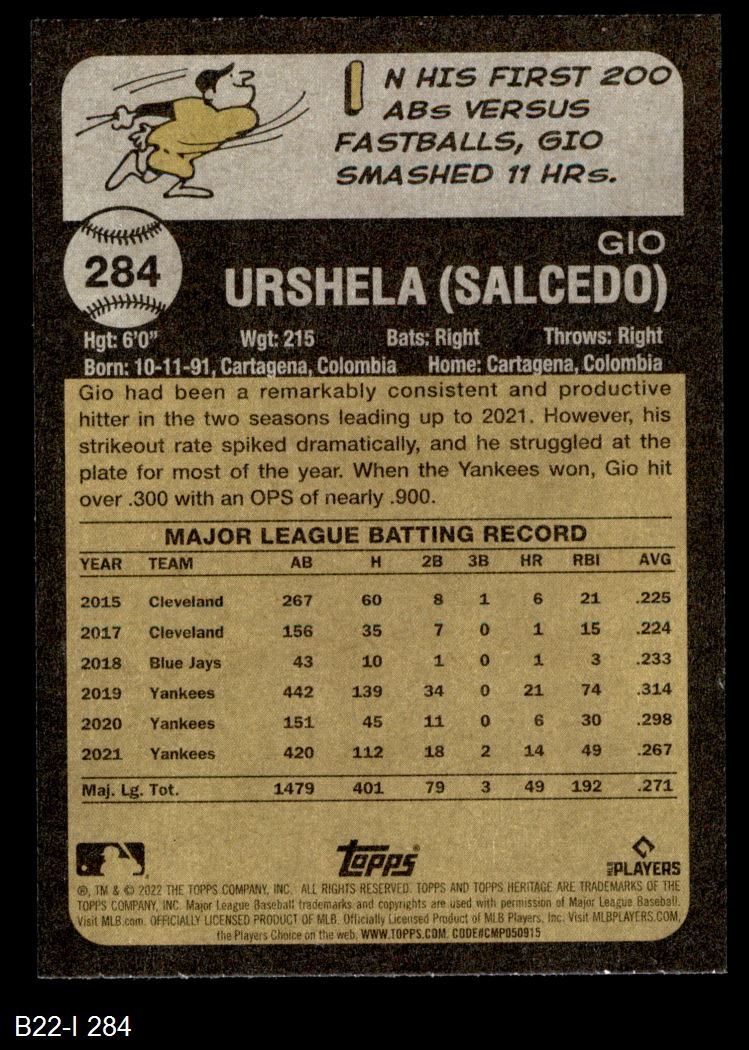 IN HIS FIRST 200
ABs VERSUS
FASTBALLS, GIO
SMASHED 11 HRs.
284
GIO
URSHELA (SALCEDO)
Hgt: 6'0" Wgt: 215 Bats: Right Throws: Right
Born: 10-11-91, Cartagena, Colombia Home: Cartagena, Colombia
Gio had been a remarkably consistent and productive
hitter in the two seasons leading up to 2021. However, his
strikeout rate spiked dramatically, and he struggled at the
plate for most of the year. When the Yankees won, Gio hit
over .300 with an OPS of nearly .900.
MAJOR LEAGUE BATTING RECORD
YEAR TEAM AB H 2B 3B HR RBI AVG
2015 Cleveland 267 60 8 1 6 21 .225
2017 Cleveland 156 35 7 0 1 15 .224
2018 Blue Jays 43 10 1 0 1 3 .233
2019 Yankees 442 139 34 0 21 74 .314
2020 Yankees 151 45 11 0 6 30 .298
2021 Yankees 420 112 18 2 14 49 .267
Maj. Lg. Tot. 1479 401 79 3 49 192 .271
Topps
PLAYERS
®, TM & © 2022 THE TOPPS COMPANY, INC. ALL RIGHTS RESERVED. TOPPS AND TOPPS HERITAGE ARE TRADEMARKS OF THE
TOPPS COMPANY, INC. Major League Baseball trademarks and copyrights are used with permission of Major League Baseball.
Visit MLB.com. OFFICIALLY LICENSED PRODUCT OF MLB. Officially Licensed Product of MLB Players, Inc. Visit MLBPLAYERS.COM,
the Players Choice on the web. WWW.TOPPS.COM. CODE#CMP050915
B22-I 284